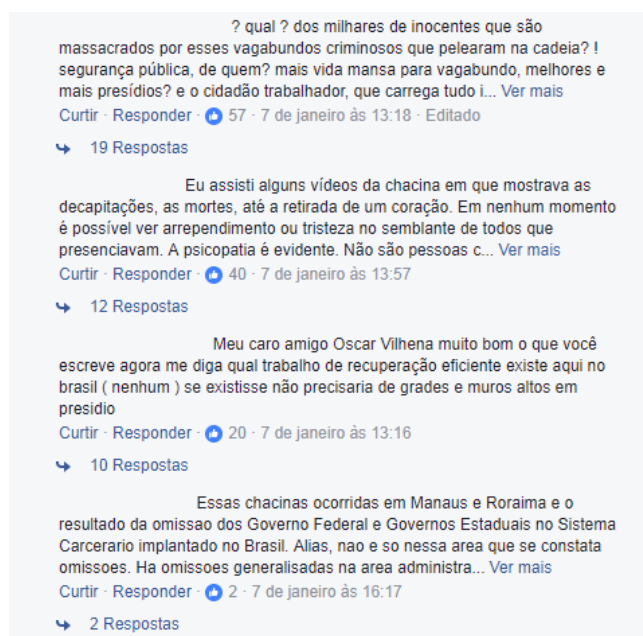 ? qual ? dos milhares de inocentes que são
massacrados por esses vagabundos criminosos que pelearam na cadeia? !
segurança pública, de quem? mais vida mansa para vagabundo, melhores e
mais presídios? e o cidadão trabalhador, que carrega tudo i... Ver mais
Curtir · Responder · 57 · 7 de janeiro às 13:18 · Editado
19 Respostas
Eu assisti alguns vídeos da chacina em que mostrava as
decapitações, as mortes, até a retirada de um coração. Em nenhum momento
é possível ver arrependimento ou tristeza no semblante de todos que
presenciavam. A psicopatia é evidente. Não são pessoas c... Ver mais
Curtir · Responder · 40 · 7 de janeiro às 13:57
12 Respostas
Meu caro amigo Oscar Vilhena muito bom o que você
escreve agora me diga qual trabalho de recuperação eficiente existe aqui no
brasil ( nenhum ) se existisse não precisaria de grades e muros altos em
presidio
Curtir · Responder · 20 · 7 de janeiro às 13:16
10 Respostas
Essas chacinas ocorridas em Manaus e Roraima e o
resultado da omissao dos Governo Federal e Governos Estaduais no Sistema
Carcerario implantado no Brasil. Alias, nao e so nessa area que se constata
omissoes. Ha omissoes generalisadas na area administra... Ver mais
Curtir · Responder · 2 · 7 de janeiro às 16:17
2 Respostas